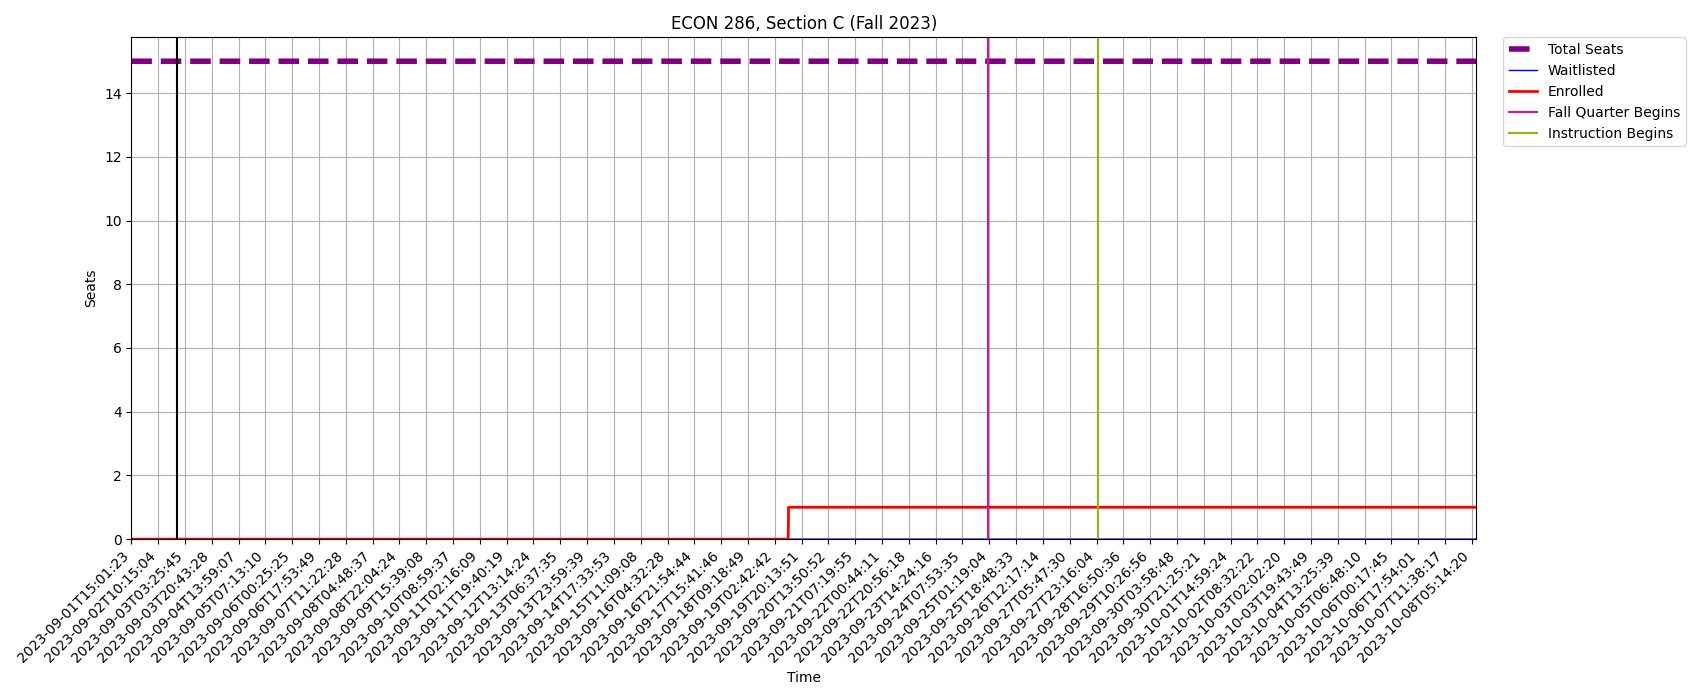 ECON 286, Section C (Fall 2023)
Total Seats
Waitlisted
Enrolled
Fall Quarter Begins
Instruction Begins
Seats
14
12
10
8
6
4
2
0
2023-09-01T15:01:23
2023-09-02T10:15:04
2023-09-03T03:25:45
2023-09-03T20:43:28
2023-09-04T13:59:07
2023-09-05T07:13:10
2023-09-06T00:25:25
2023-09-06T17:53:49
2023-09-07T11:22:28
2023-09-08T04:48:37
2023-09-08T22:04:24
2023-09-09T15:39:08
2023-09-10T08:59:37
2023-09-11T02:16:09
2023-09-11T19:40:19
2023-09-12T13:14:24
2023-09-13T06:37:35
2023-09-13T23:59:39
2023-09-14T17:33:53
2023-09-15T11:09:08
2023-09-16T04:32:28
2023-09-16T21:54:44
2023-09-17T15:41:46
2023-09-18T09:18:49
2023-09-19T02:42:42
2023-09-19T20:13:51
2023-09-20T13:50:52
2023-09-21T07:19:55
2023-09-22T00:44:11
2023-09-22T20:56:18
2023-09-23T14:24:16
2023-09-24T07:53:35
2023-09-25T01:19:04
2023-09-25T18:48:33
2023-09-26T12:17:14
2023-09-27T05:47:30
2023-09-27T23:16:04
2023-09-28T16:50:36
2023-09-29T10:26:56
2023-09-30T03:58:48
2023-09-30T21:25:21
2023-10-01T14:59:24
2023-10-02T08:32:22
2023-10-03T02:02:20
2023-10-03T19:43:49
2023-10-04T13:25:39
2023-10-05T06:48:10
2023-10-06T00:17:45
2023-10-06T17:54:01
2023-10-07T11:38:17
2023-10-08T05:14:20
Time